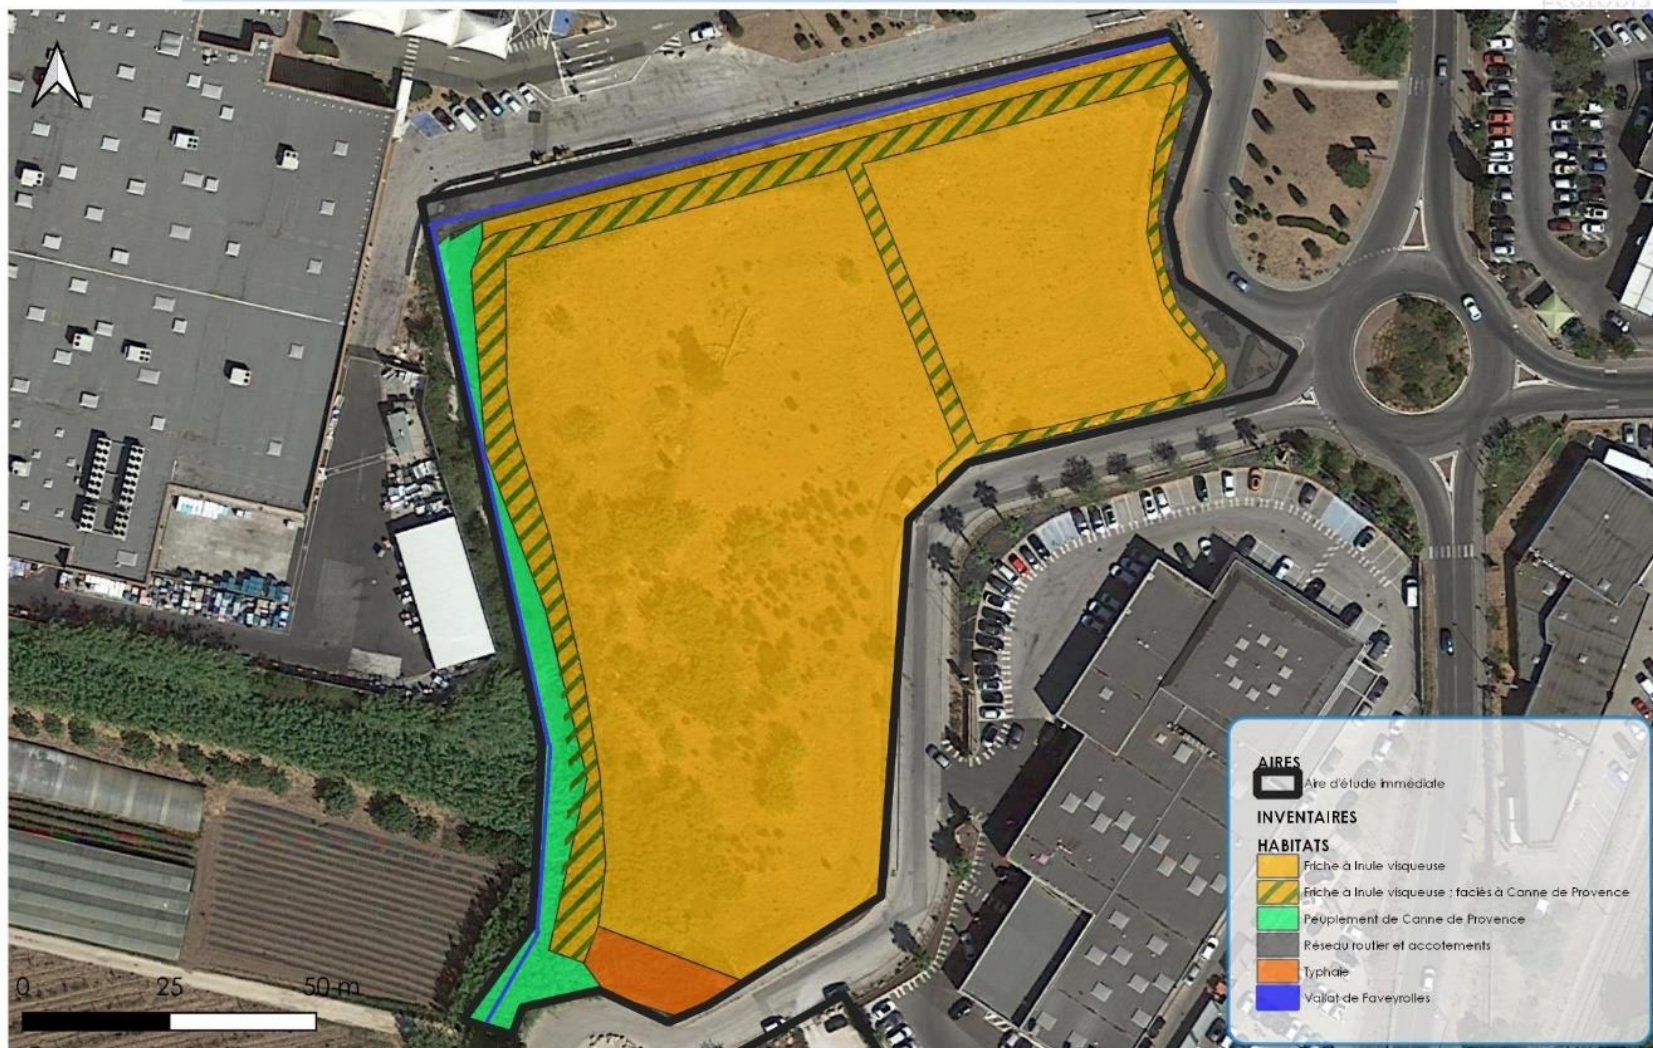 AIRES
Aire d'étude immédiate
INVENTAIRES
HABITATS
Friche à Inule visqueuse
Friche à Inule visqueuse ; faciès à Canne de Provence
Peuplement de Canne de Provence
Réseau routier et accotements
Typhaie
Vallat de Faveyrolles
0 25 50 m